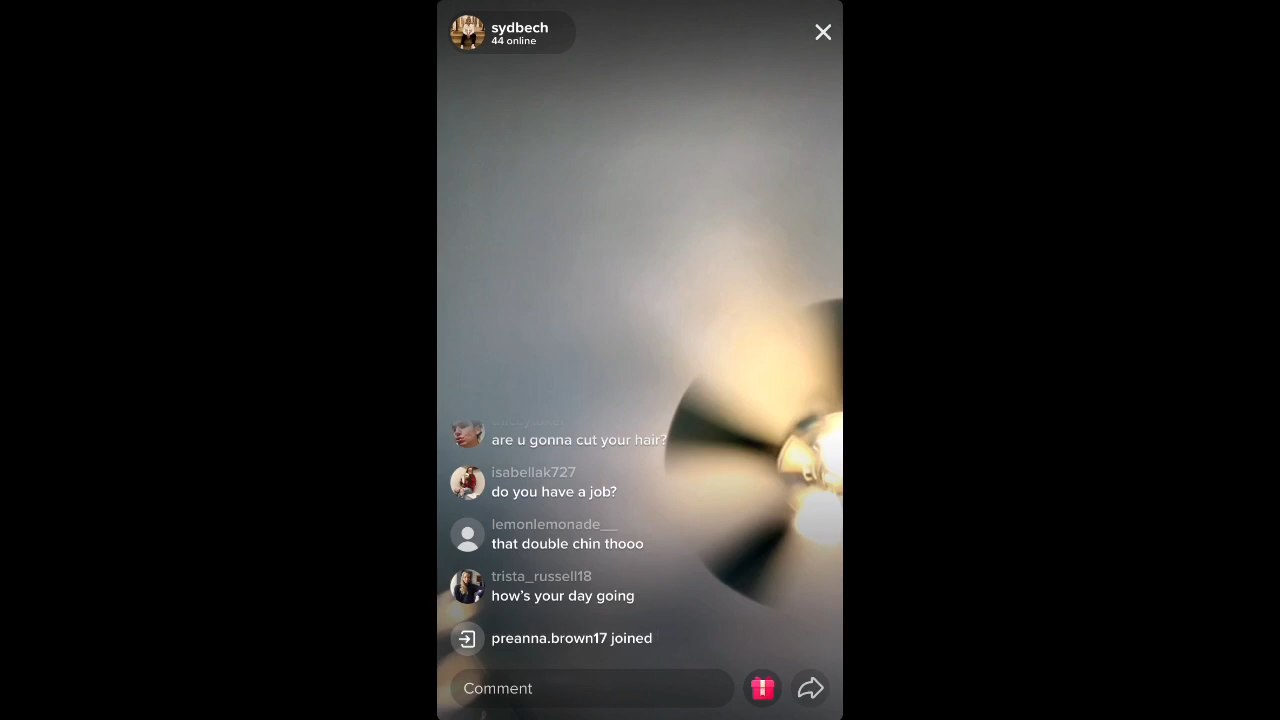 sydbech
44 online
are u gonna cut your hair?
isabellak727
do you have a job?
lemonlemonade__
that double chin thooo
trista_russell18
how's your day going
preanna.brown17 joined
Comment